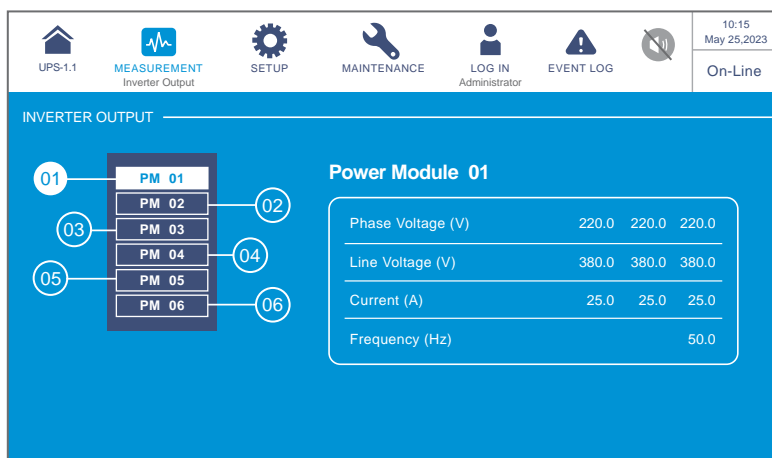 10:15
May 25,2023
UPS-1.1
MEASUREMENT
Inverter Output
SETUP
MAINTENANCE
LOG IN
Administrator
EVENT LOG
On-Line
INVERTER OUTPUT
01
PM 01
PM 02
02
03
PM 03
PM 04
04
05
PM 05
PM 06
06
Power Module 01
Phase Voltage (V) 220.0 220.0 220.0
Line Voltage (V) 380.0 380.0 380.0
Current (A) 25.0 25.0 25.0
Frequency (Hz) 50.0